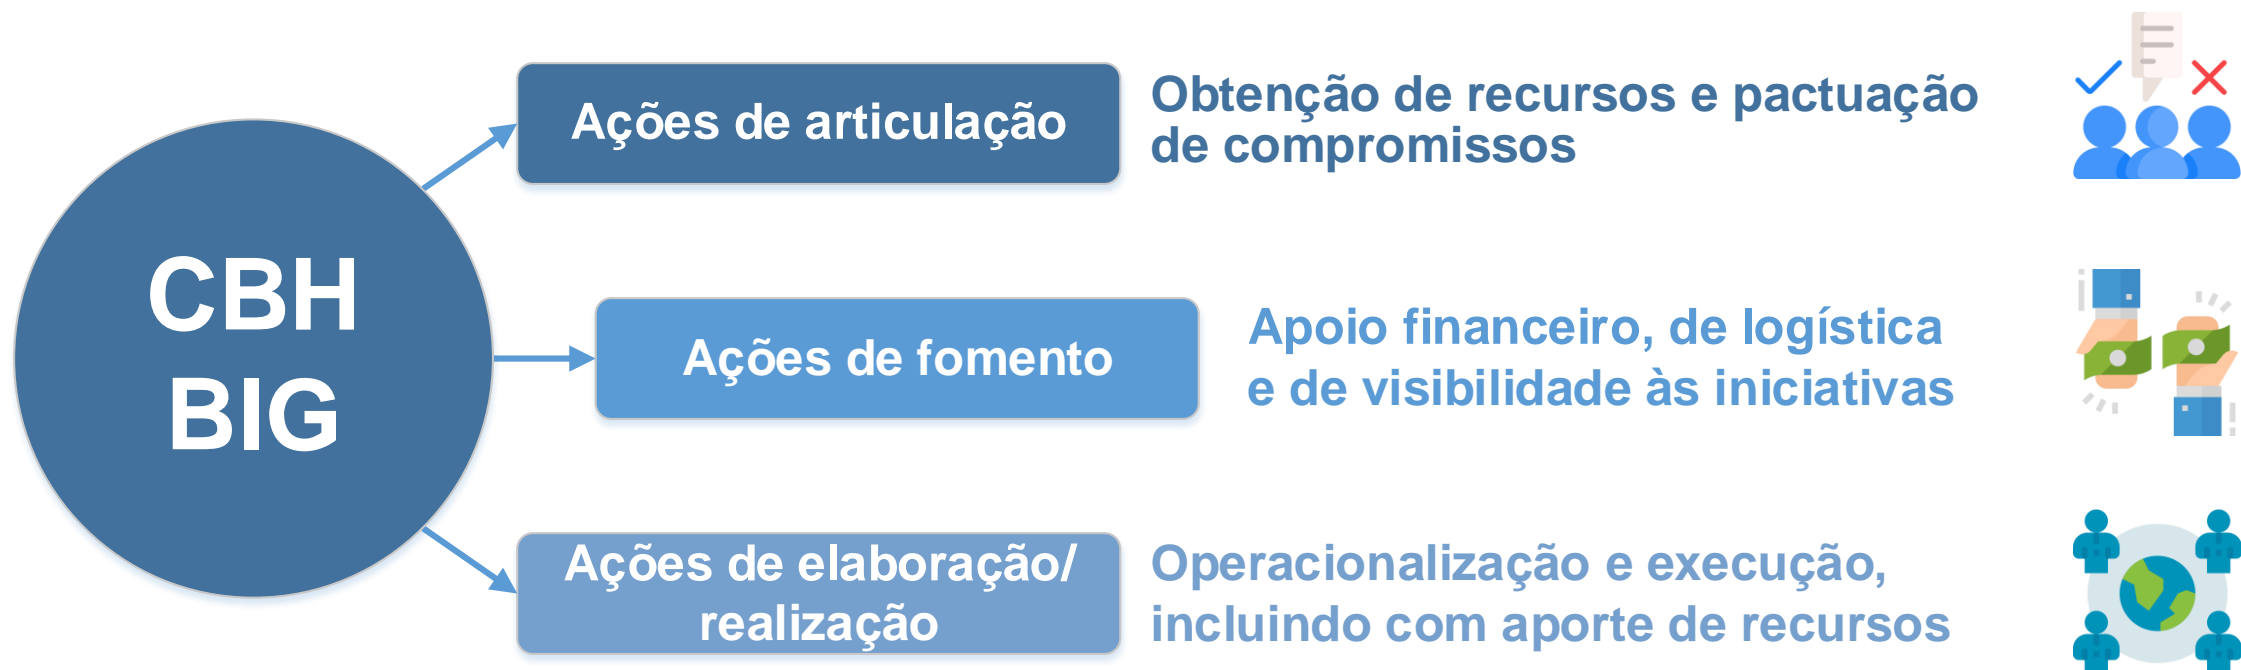 CBH
BIG
Ações de articulação
Obtenção de recursos e pactuação
de compromissos
Ações de fomento
Apoio financeiro, de logística
e de visibilidade às iniciativas
Ações de elaboração/
realização
Operacionalização e execução,
incluindo com aporte de recursos